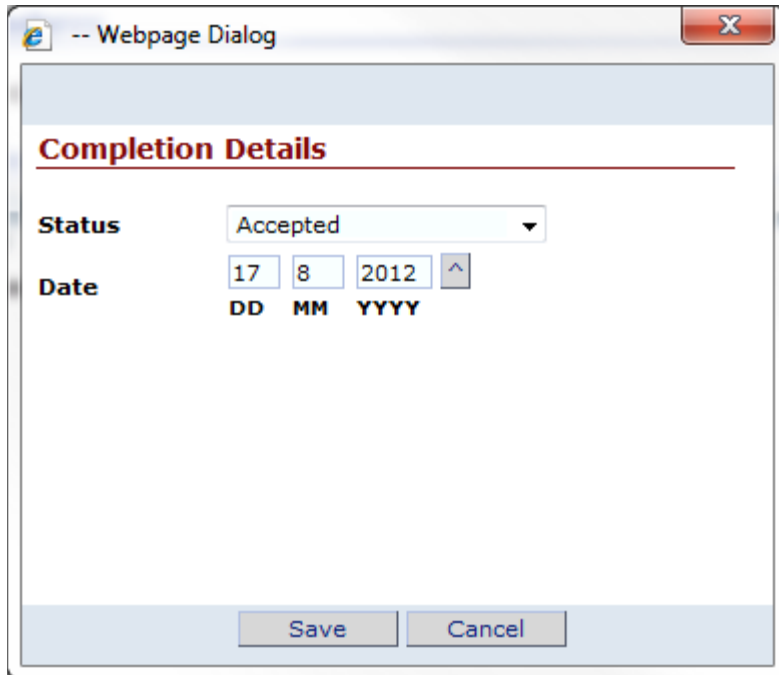 -- Webpage Dialog
Completion Details
Status Accepted
Date 17 8 2012 ^
DD MM YYYY
Save Cancel